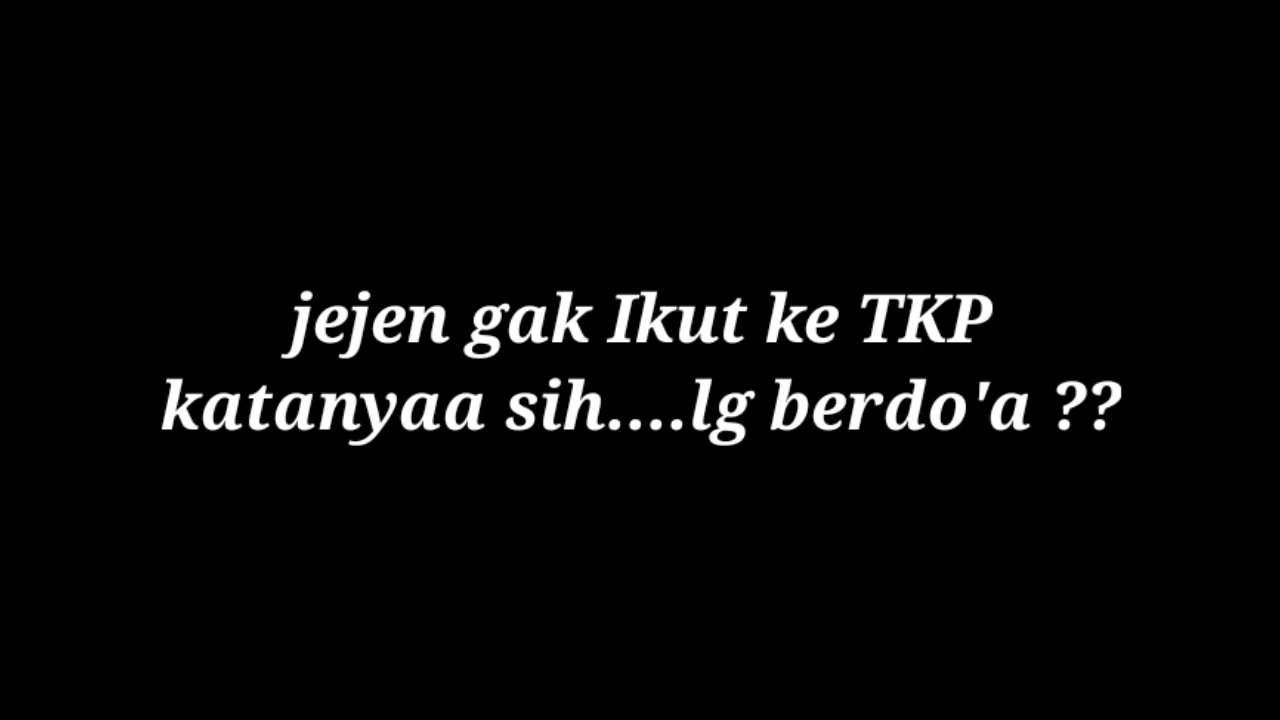 jejen gak Ikut ke TKP
katanyaa sih....lg berdo'a ??